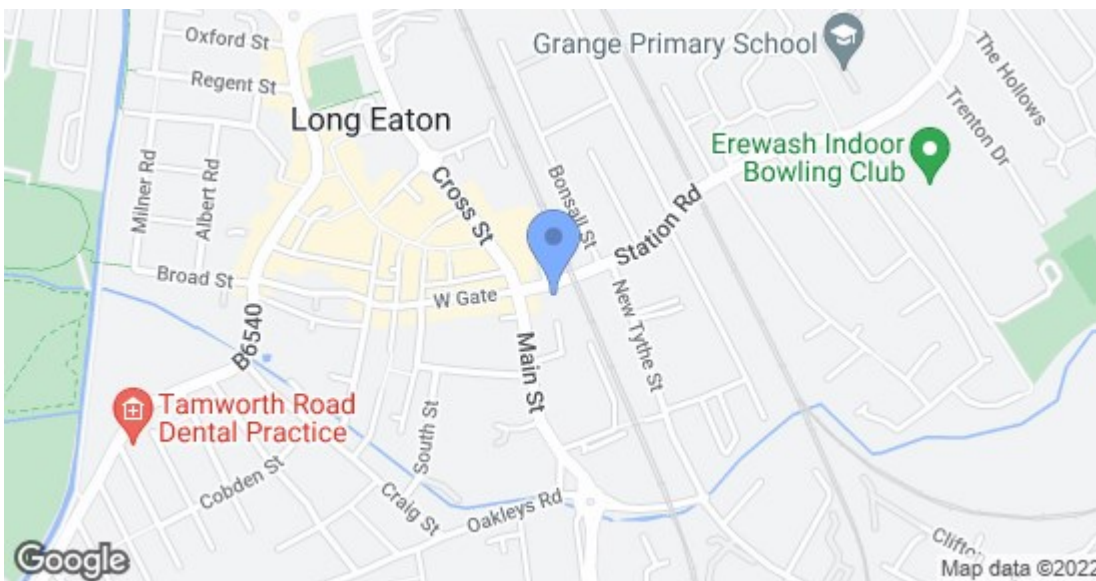 Oxford St
Regent St
Long Eaton
Grange Primary School
The Hollows
Trenton Dr
Erewash Indoor
Bowling Club
Milner Rd
Albert Rd
Cross St
Bonsall St
Station Rd
Broad St
W Gate
B6540
Main St
New Tythe St
Tamworth Road
Dental Practice
South St
Cobden St
Craig St
Oakleys Rd
Google
Map data ©2022